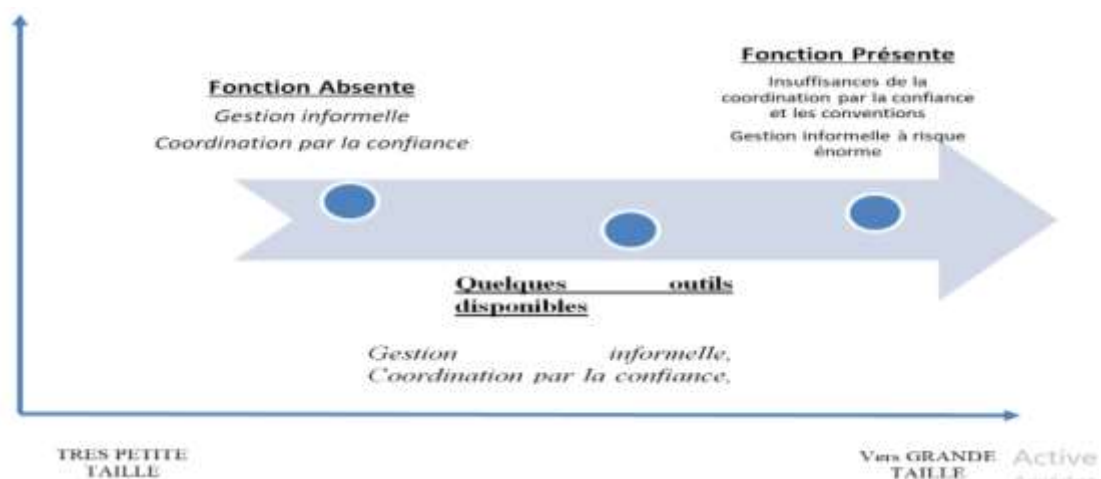 Fonction Absente
Gestion informelle
Coordination par la confiance
Fonction Présente
Insuffisances de la
coordination par la confiance
et les conventions
Gestion informelle à risque
énorme
Quelques outils
disponibles
Gestion informelle,
Coordination par la confiance,
TRES PETITE
TAILLE
Vers GRANDE
TAILLE
Active